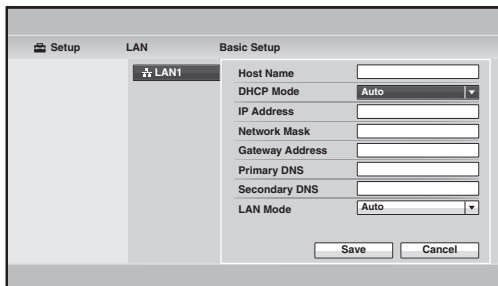 Setup LAN Basic Setup
LAN1
Host Name
DHCP Mode Auto
IP Address
Network Mask
Gateway Address
Primary DNS
Secondary DNS
LAN Mode Auto
Save Cancel